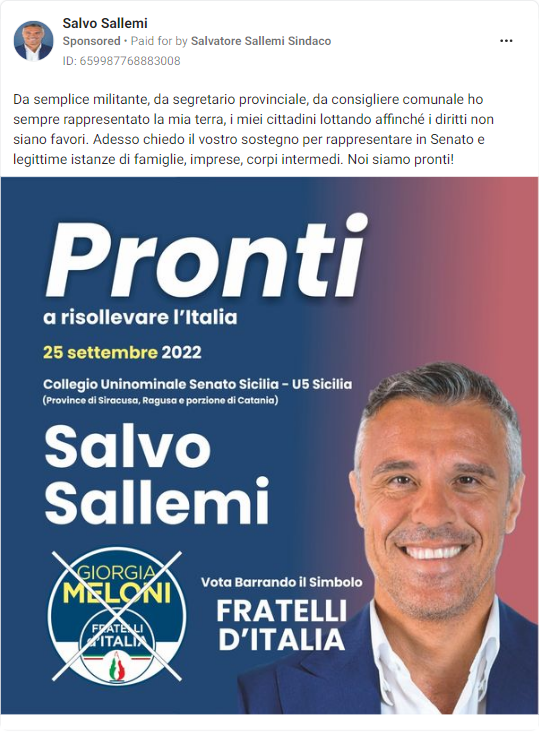 Salvo Sallemi
Sponsored • Paid for by Salvatore Sallemi Sindaco
ID: 659987768883008
Da semplice militante, da segretario provinciale, da consigliere comunale ho
sempre rappresentato la mia terra, i miei cittadini lottando affinché i diritti non
siano favori. Adesso chiedo il vostro sostegno per rappresentare in Senato e
legittime istanze di famiglie, imprese, corpi intermedi. Noi siamo pronti!
Pronti
a risollevare l'Italia
25 settembre 2022
Collegio Uninominale Senato Sicilia - U5 Sicilia
(Province di Siracusa, Ragusa e porzione di Catania)
Salvo
Sallemi
GIORGIA
MELONI
FRATELLI
d'ITALIA
Vota Barrando il Simbolo
FRATELLI
D'ITALIA